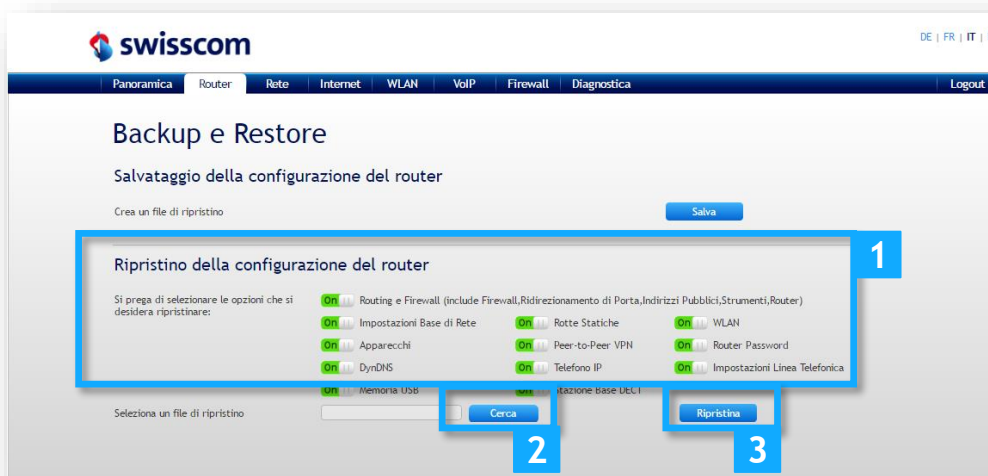 swisscom
DE | FR | IT |
Panoramica Router Rete Internet WLAN VoIP Firewall Diagnostica Logout
Backup e Restore
Salvataggio della configurazione del router
Crea un file di ripristino Salva
1
Ripristino della configurazione del router
Si prega di selezionare le opzioni che si
desidera ripristinare:
On Routing e Firewall (include Firewall,Ridirezionamento di Porta,Indirizzi Pubblici,Strumenti,Router)
On Impostazioni Base di Rete On Rotte Statiche On WLAN
On Apparecchi On Peer-to-Peer VPN On Router Password
On DynDNS On Telefono IP On Impostazioni Linea Telefonica
On Memoria USB On Stazione Base DECT
Seleziona un file di ripristino Cerca Ripristina
2 3